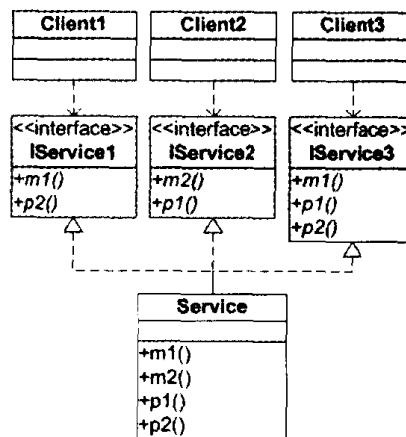 Client1
Client2
Client3
<<interface>>
IService1
+m1()
+p2()
<<interface>>
IService2
+m2()
+p1()
<<interface>>
IService3
+m1()
+p1()
+p2()
Service
+m1()
+m2()
+p1()
+p2()